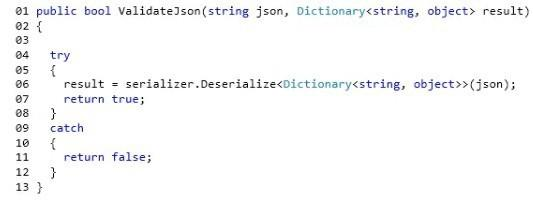 01 public bool ValidateJson(string json, Dictionary<string, object> result)
02 {
03
04   try
05   {
06     result = serializer.Deserialize<Dictionary<string, object>>(json);
07     return true;
08   }
09   catch
10   {
11     return false;
12   }
13 }